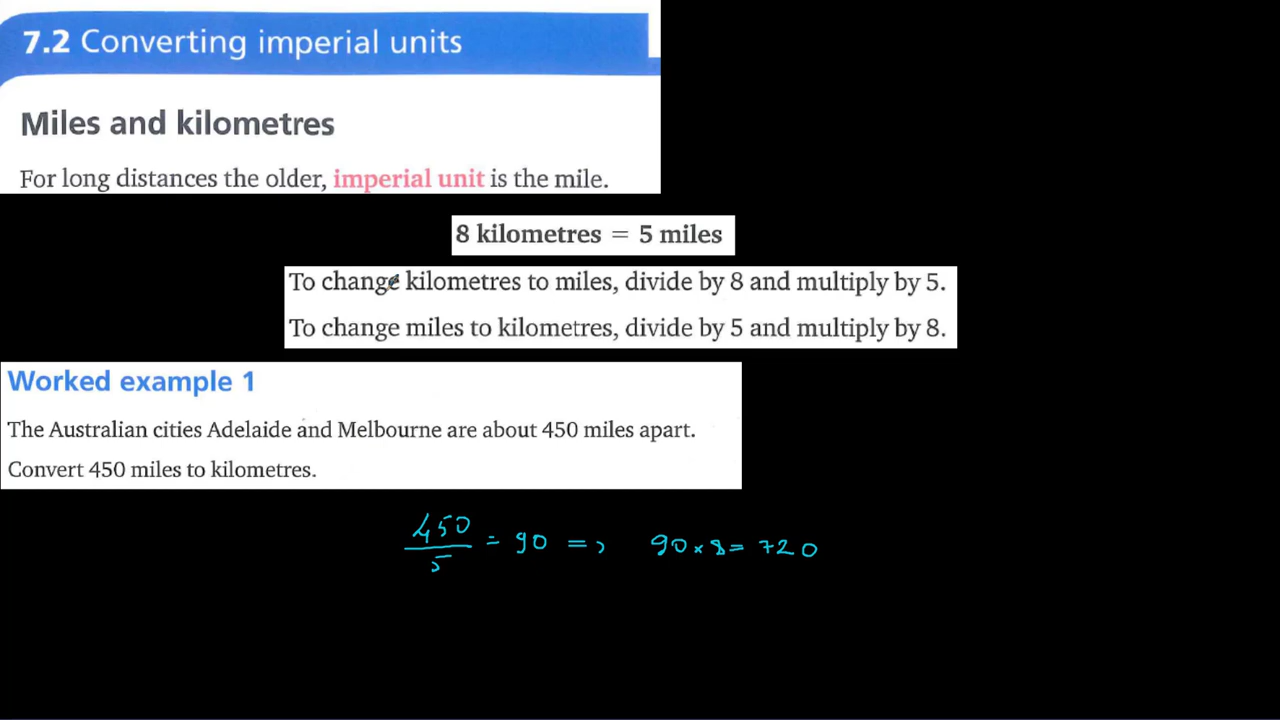 7.2 Converting imperial units
Miles and kilometres
For long distances the older, imperial unit is the mile.
8 kilometres = 5 miles
To change kilometres to miles, divide by 8 and multiply by 5.
To change miles to kilometres, divide by 5 and multiply by 8.
Worked example 1
The Australian cities Adelaide and Melbourne are about 450 miles apart.
Convert 450 miles to kilometres.
450/5 = 90 => 90 × 8 = 720